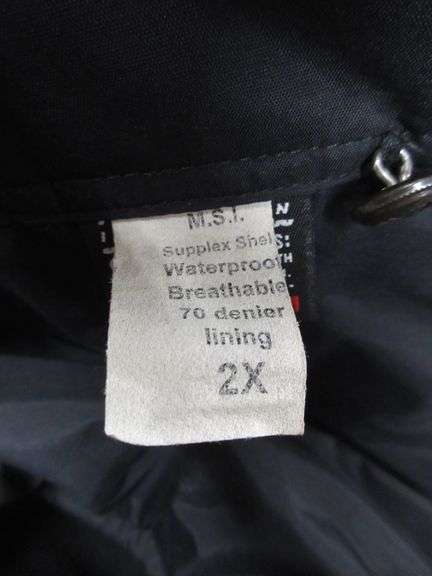 M.S.I.
Supplex Shell
Waterproof
Breathable
70 denier
lining
2X